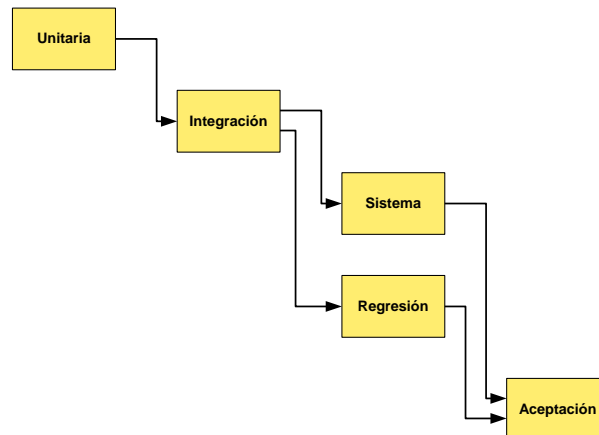 Unitaria
Integración
Sistema
Regresión
Aceptación